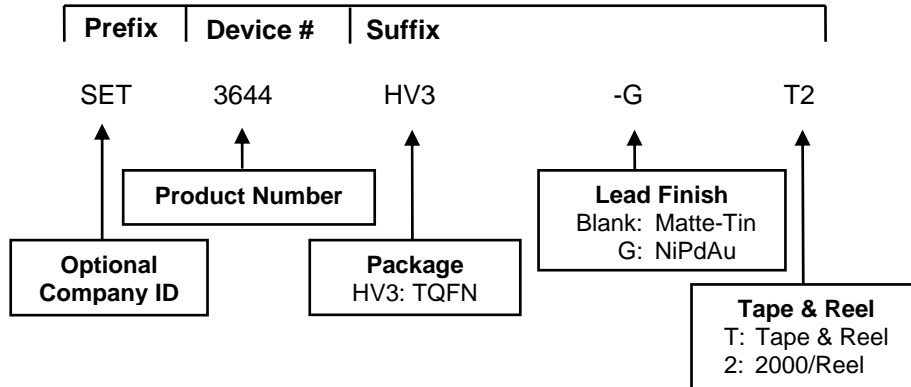 Prefix Device # Suffix
SET 3644 HV3 -G T2
Product Number
Optional
Company ID
Package
HV3: TQFN
Lead Finish
Blank: Matte-Tin
G: NiPdAu
Tape & Reel
T: Tape & Reel
2: 2000/Reel